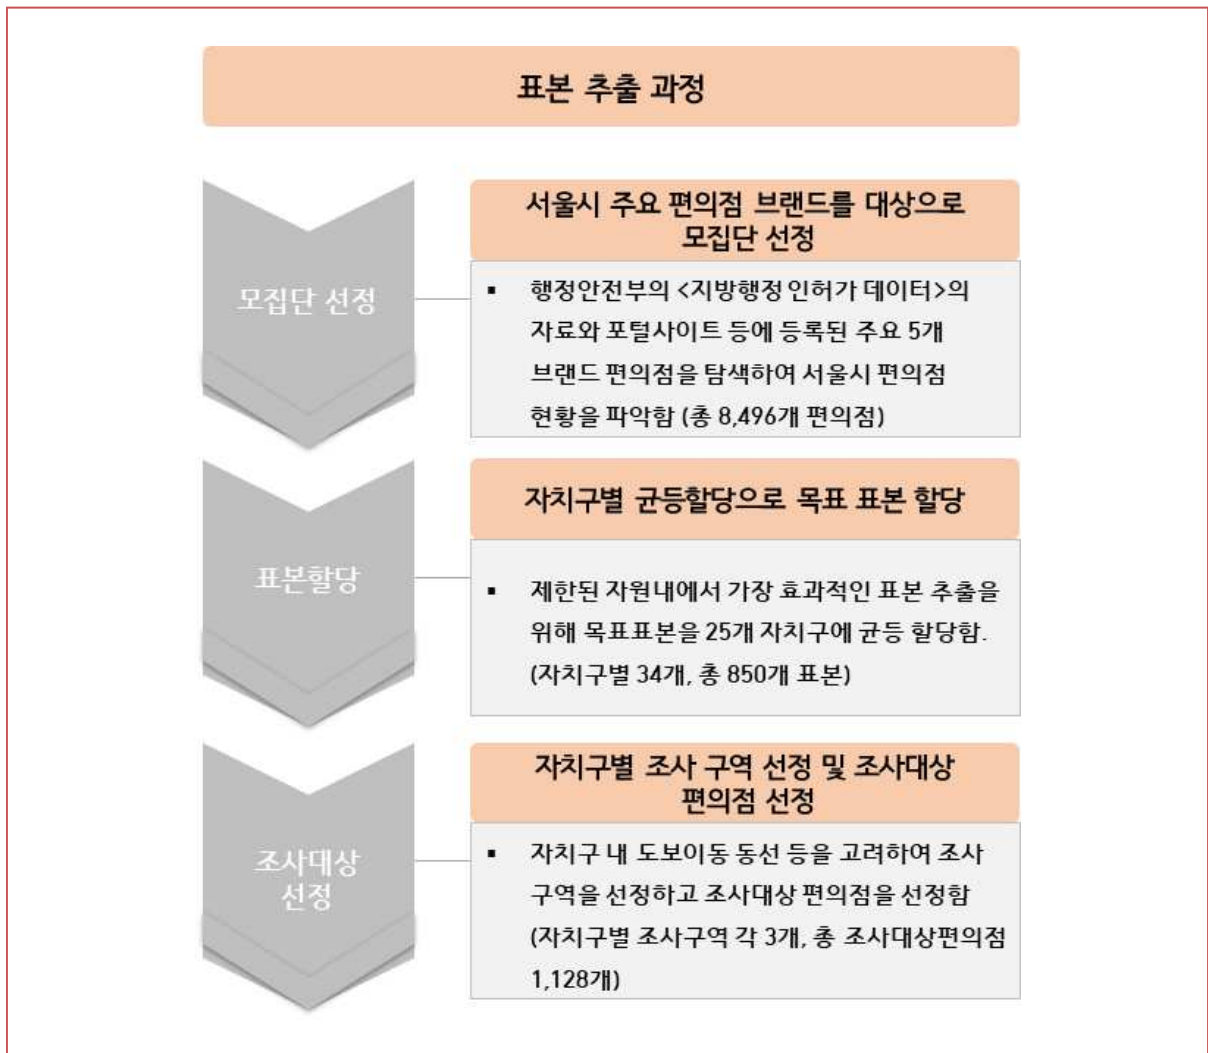 표본 추출 과정
모집단 선정
서울시 주요 편의점 브랜드를 대상으로
모집단 선정
▪ 행정안전부의 <지방행정 인허가 데이터>의
자료와 포털사이트 등에 등록된 주요 5개
브랜드 편의점을 탐색하여 서울시 편의점
현황을 파악함 (총 8,496개 편의점)
표본할당
자치구별 균등할당으로 목표 표본 할당
▪ 제한된 자원내에서 가장 효과적인 표본 추출을
위해 목표표본을 25개 자치구에 균등 할당함.
(자치구별 34개, 총 850개 표본)
조사대상
선정
자치구별 조사 구역 선정 및 조사대상
편의점 선정
▪ 자치구 내 도보이동 동선 등을 고려하여 조사
구역을 선정하고 조사대상 편의점을 선정함
(자치구별 조사구역 각 3개, 총 조사대상편의점
1,128개)